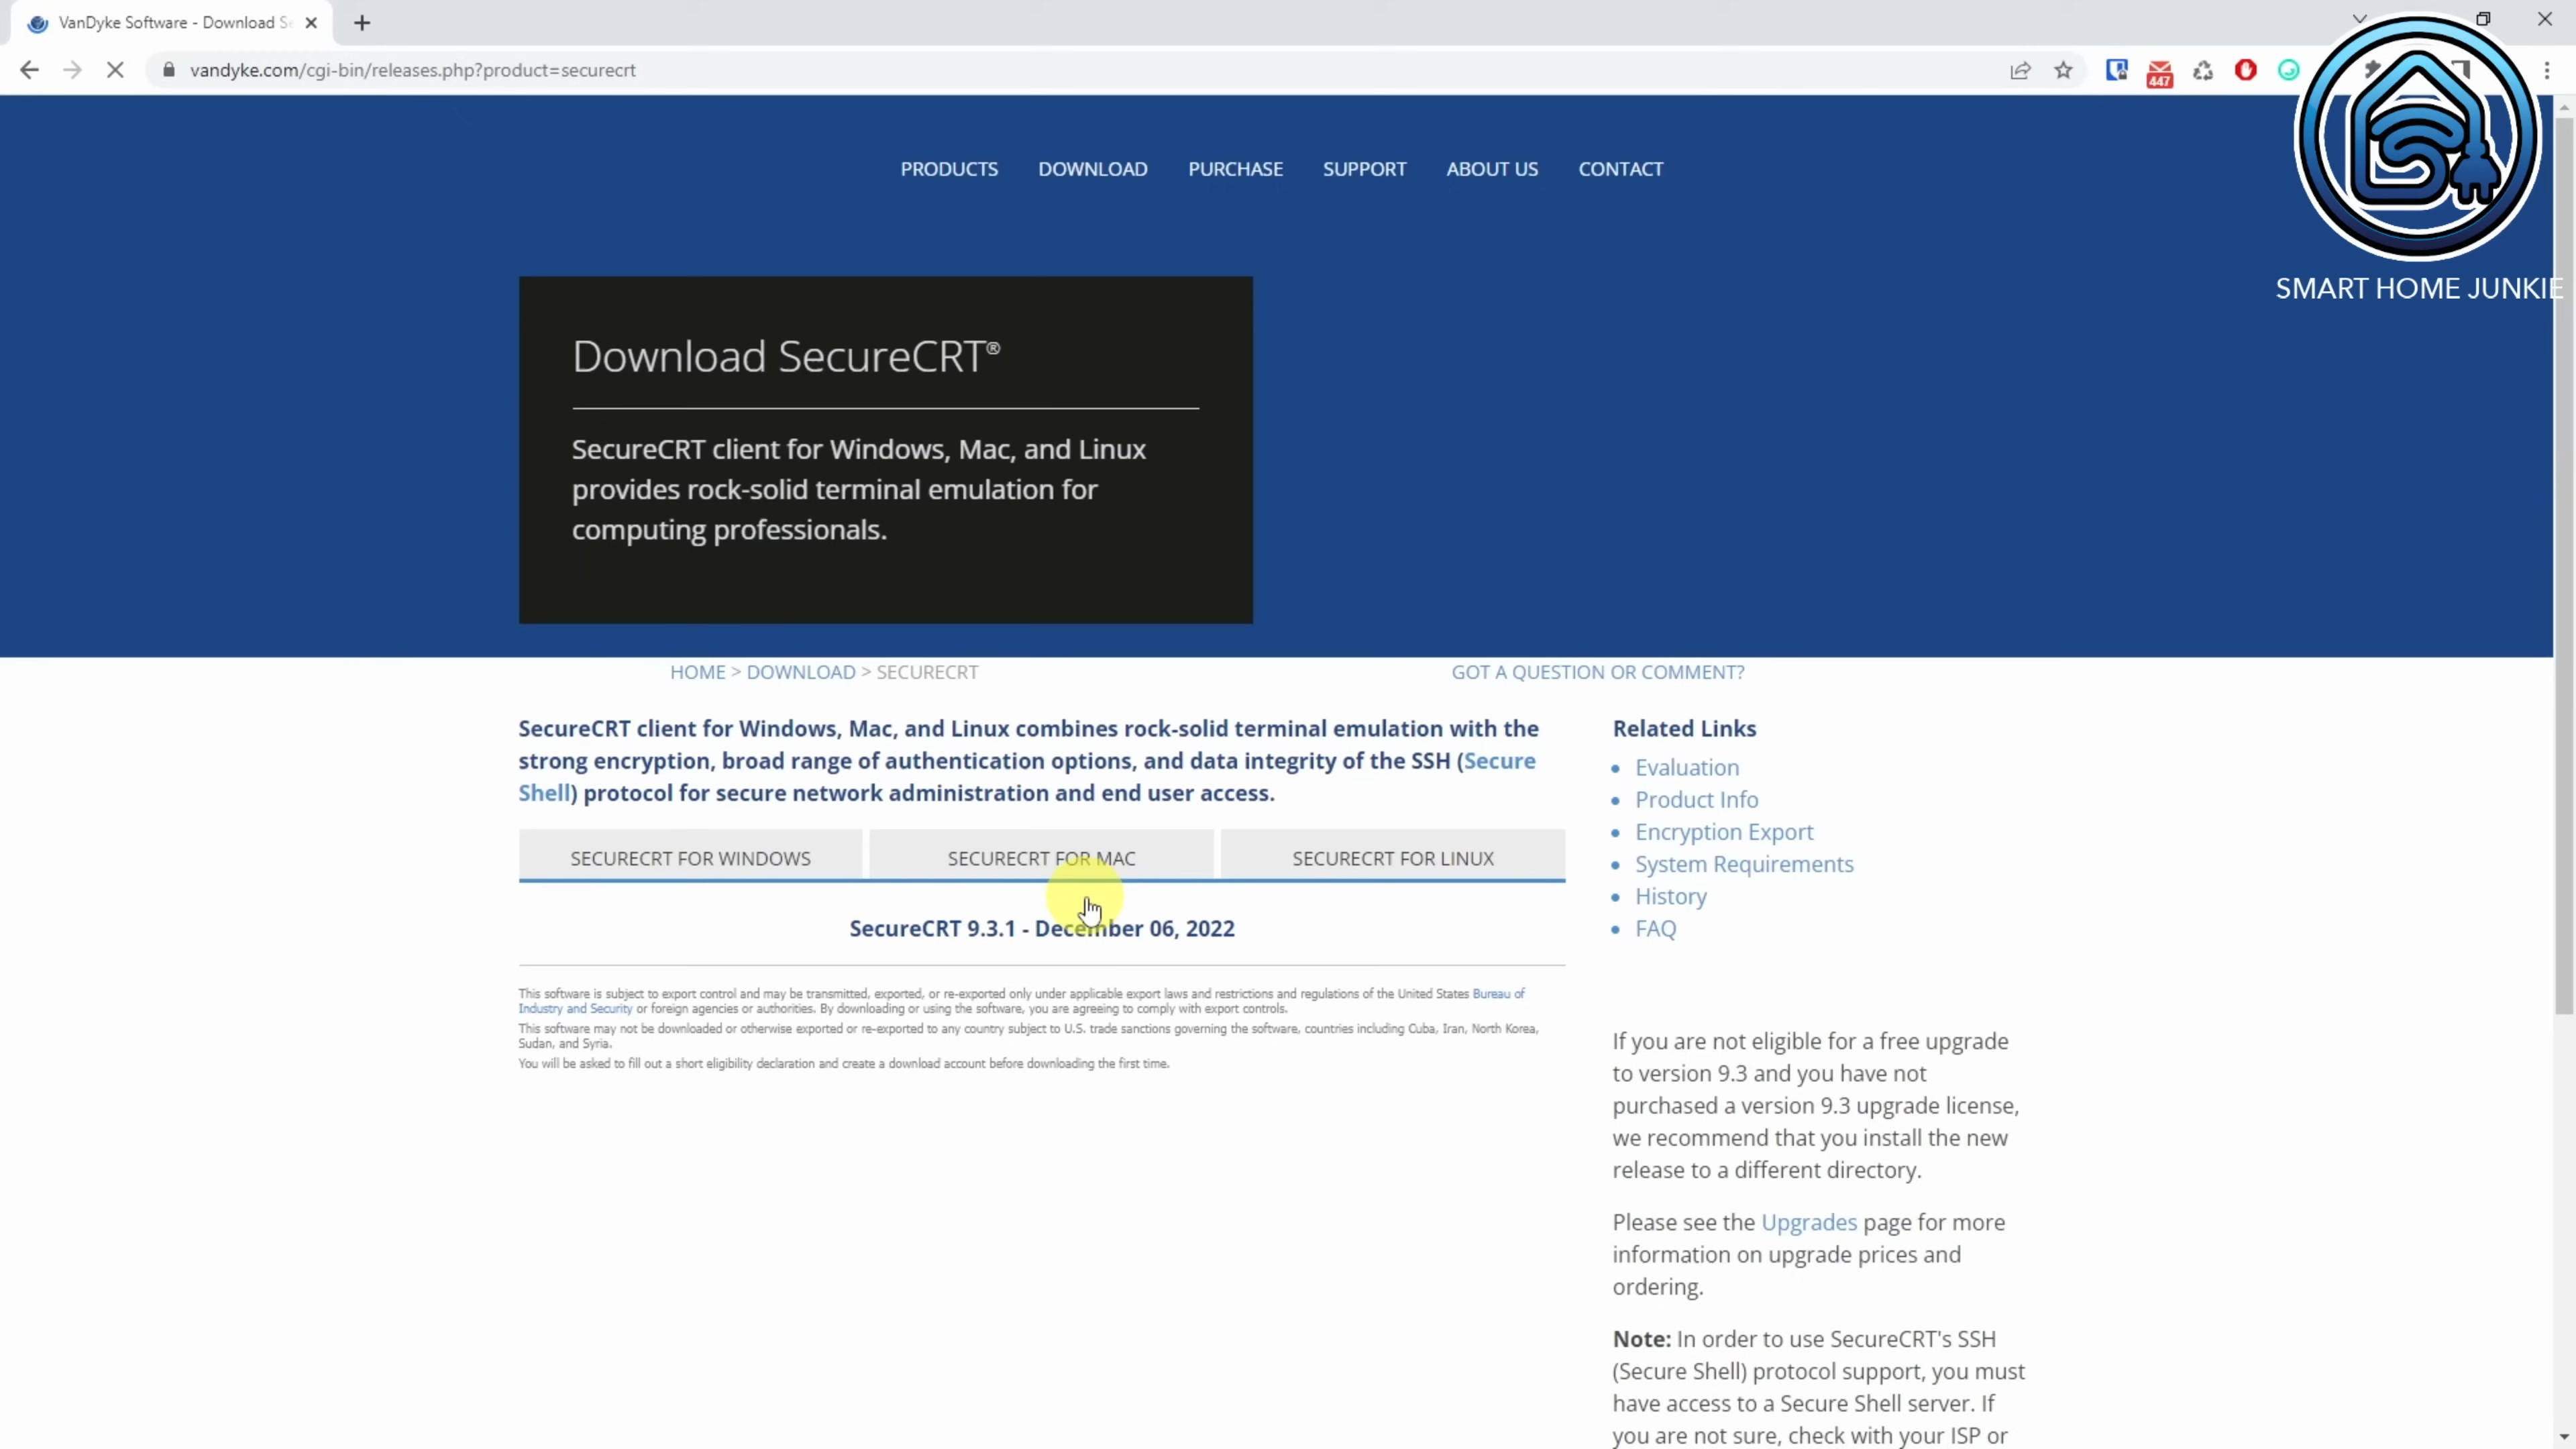 VanDyke Software - Download Se
vandyke.com/cgi-bin/releases.php?product=securecrt
447
PRODUCTS DOWNLOAD PURCHASE SUPPORT ABOUT US CONTACT
SMART HOME JUNKIE
Download SecureCRT®
SecureCRT client for Windows, Mac, and Linux
provides rock-solid terminal emulation for
computing professionals.
HOME > DOWNLOAD > SECURECRT
GOT A QUESTION OR COMMENT?
SecureCRT client for Windows, Mac, and Linux combines rock-solid terminal emulation with the
strong encryption, broad range of authentication options, and data integrity of the SSH (Secure
Shell) protocol for secure network administration and end user access.
SECURECRT FOR WINDOWS SECURECRT FOR MAC SECURECRT FOR LINUX
SecureCRT 9.3.1 - December 06, 2022
This software is subject to export control and may be transmitted, exported, or re-exported only under applicable export laws and restrictions and regulations of the United States Bureau of
Industry and Security or foreign agencies or authorities. By downloading or using the software, you are agreeing to comply with export controls.
This software may not be downloaded or otherwise exported or re-exported to any country subject to U.S. trade sanctions governing the software, countries including Cuba, Iran, North Korea,
Sudan, and Syria.
You will be asked to fill out a short eligibility declaration and create a download account before downloading the first time.
Related Links
Evaluation
Product Info
Encryption Export
System Requirements
History
FAQ
If you are not eligible for a free upgrade
to version 9.3 and you have not
purchased a version 9.3 upgrade license,
we recommend that you install the new
release to a different directory.
Please see the Upgrades page for more
information on upgrade prices and
ordering.
Note: In order to use SecureCRT's SSH
(Secure Shell) protocol support, you must
have access to a Secure Shell server. If
you are not sure, check with your ISP or